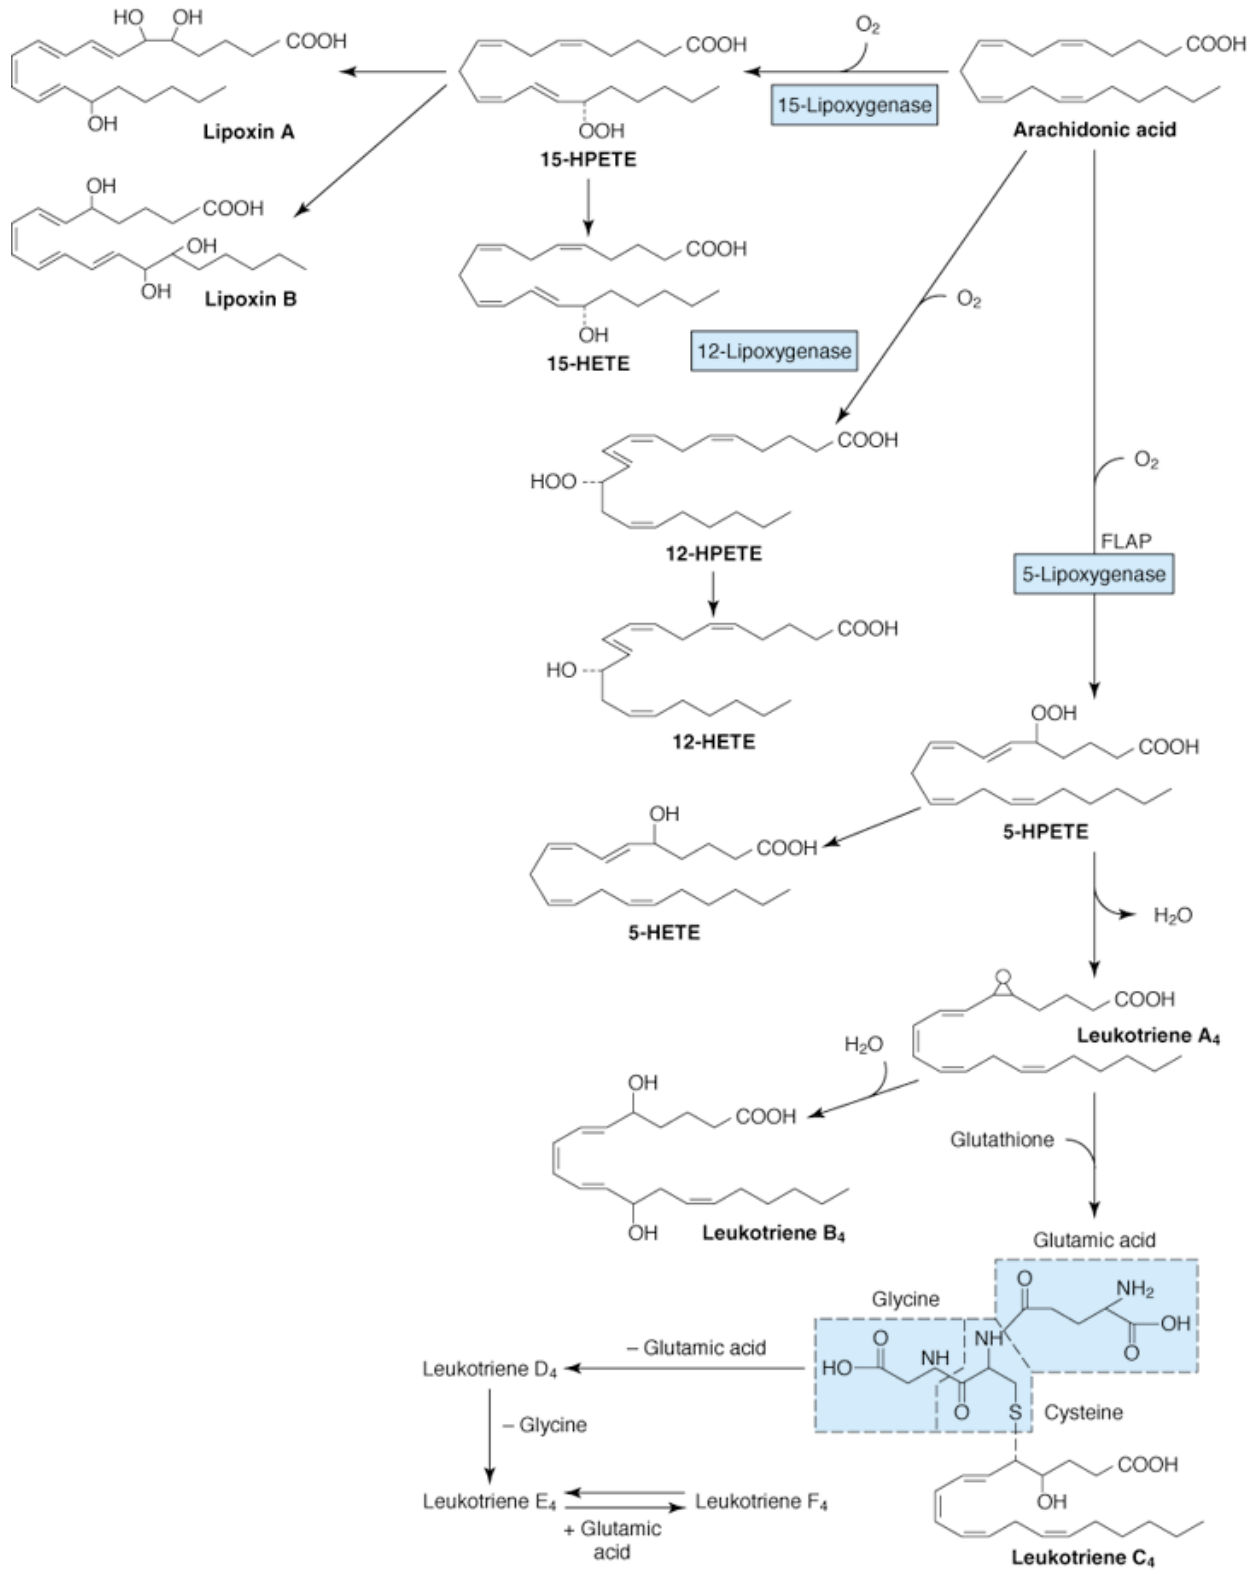 HO OH
COOH
OH
Lipoxin A
COOH
OOH
15-HPETE
O₂
15-Lipoxygenase
COOH
Arachidonic acid
OH
COOH
OH
OH
Lipoxin B
COOH
OH
15-HETE
O₂
12-Lipoxygenase
COOH
HOO
12-HPETE
O₂
FLAP
5-Lipoxygenase
COOH
HO
12-HETE
OOH
COOH
5-HPETE
OH
COOH
5-HETE
H₂O
O
COOH
Leukotriene A₄
H₂O
OH
COOH
OH
Leukotriene B₄
Glutathione
Glutamic acid
O
NH₂
OH
O
Glycine
NH
O
HO
NH
O
S
Cysteine
– Glutamic acid
Leukotriene D₄
– Glycine
Leukotriene E₄
Leukotriene F₄
+ Glutamic
acid
COOH
OH
Leukotriene C₄